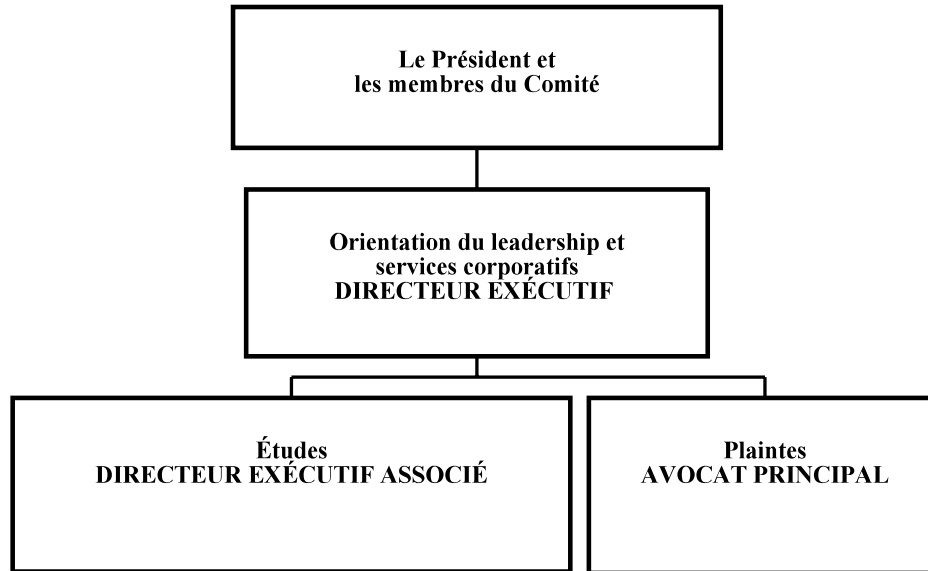 Le Président et
les membres du Comité
Orientation du leadership et
services corporatifs
DIRECTEUR EXÉCUTIF
Études
DIRECTEUR EXÉCUTIF ASSOCIÉ
Plaintes
AVOCAT PRINCIPAL